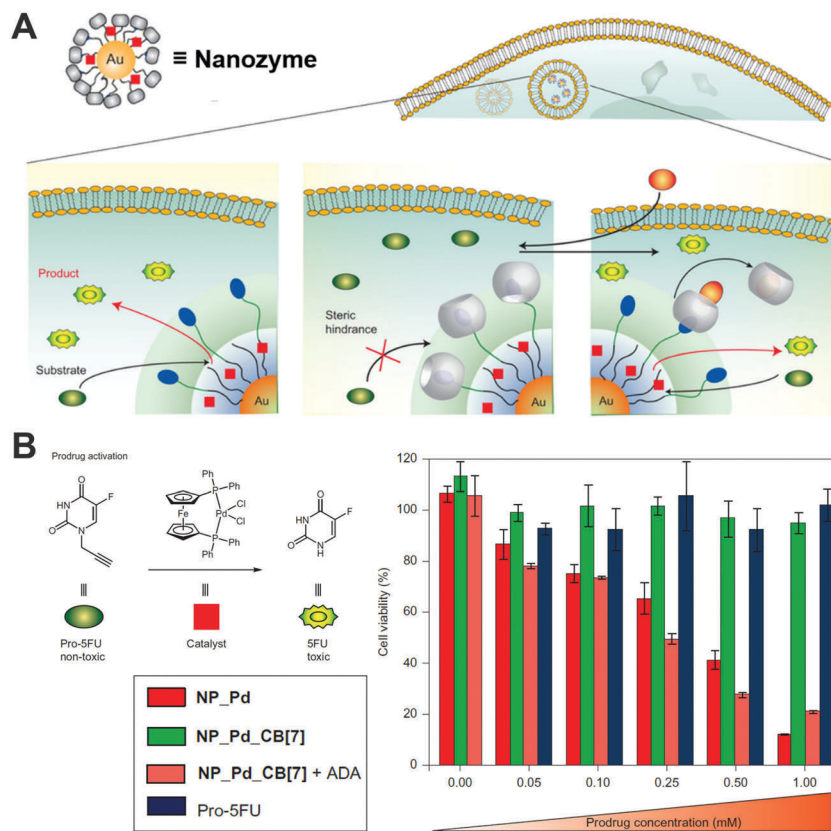 A
Au
≡ Nanozyme
Product
Substrate
Au
Steric
hindrance
Au
Au
B
Prodrug activation
O
F
HN
O
N
Ph
Ph
P
Cl
Fe
Pd
Cl
P
Ph
Ph
O
F
HN
O
N
H
Pro-5FU
non-toxic
Catalyst
5FU
toxic
NP_Pd
NP_Pd_CB[7]
NP_Pd_CB[7] + ADA
Pro-5FU
Cell viability (%)
120
100
80
60
40
20
0
0.00 0.05 0.10 0.25 0.50 1.00
Prodrug concentration (mM)